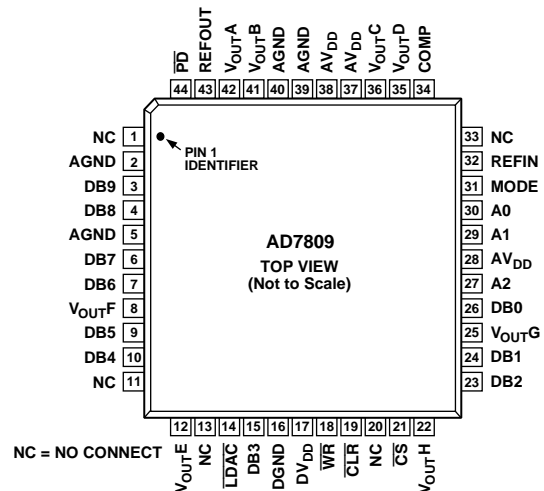 P̅D̅
REFOUT
VOUTA
VOUTB
AGND
AGND
AVDD
AVDD
VOUTC
VOUTD
COMP
44 43 42 41 40 39 38 37 36 35 34
NC 1
AGND 2
DB9 3
DB8 4
AGND 5
DB7 6
DB6 7
VOUTF 8
DB5 9
DB4 10
NC 11
PIN 1
IDENTIFIER
AD7809
TOP VIEW
(Not to Scale)
33 NC
32 REFIN
31 MODE
30 A0
29 A1
28 AVDD
27 A2
26 DB0
25 VOUTG
24 DB1
23 DB2
12 13 14 15 16 17 18 19 20 21 22
VOUTE
NC
L̅D̅A̅C̅
DB3
DGND
DVDD
W̅R̅
C̅L̅R̅
NC
C̅S̅
VOUTH
NC = NO CONNECT